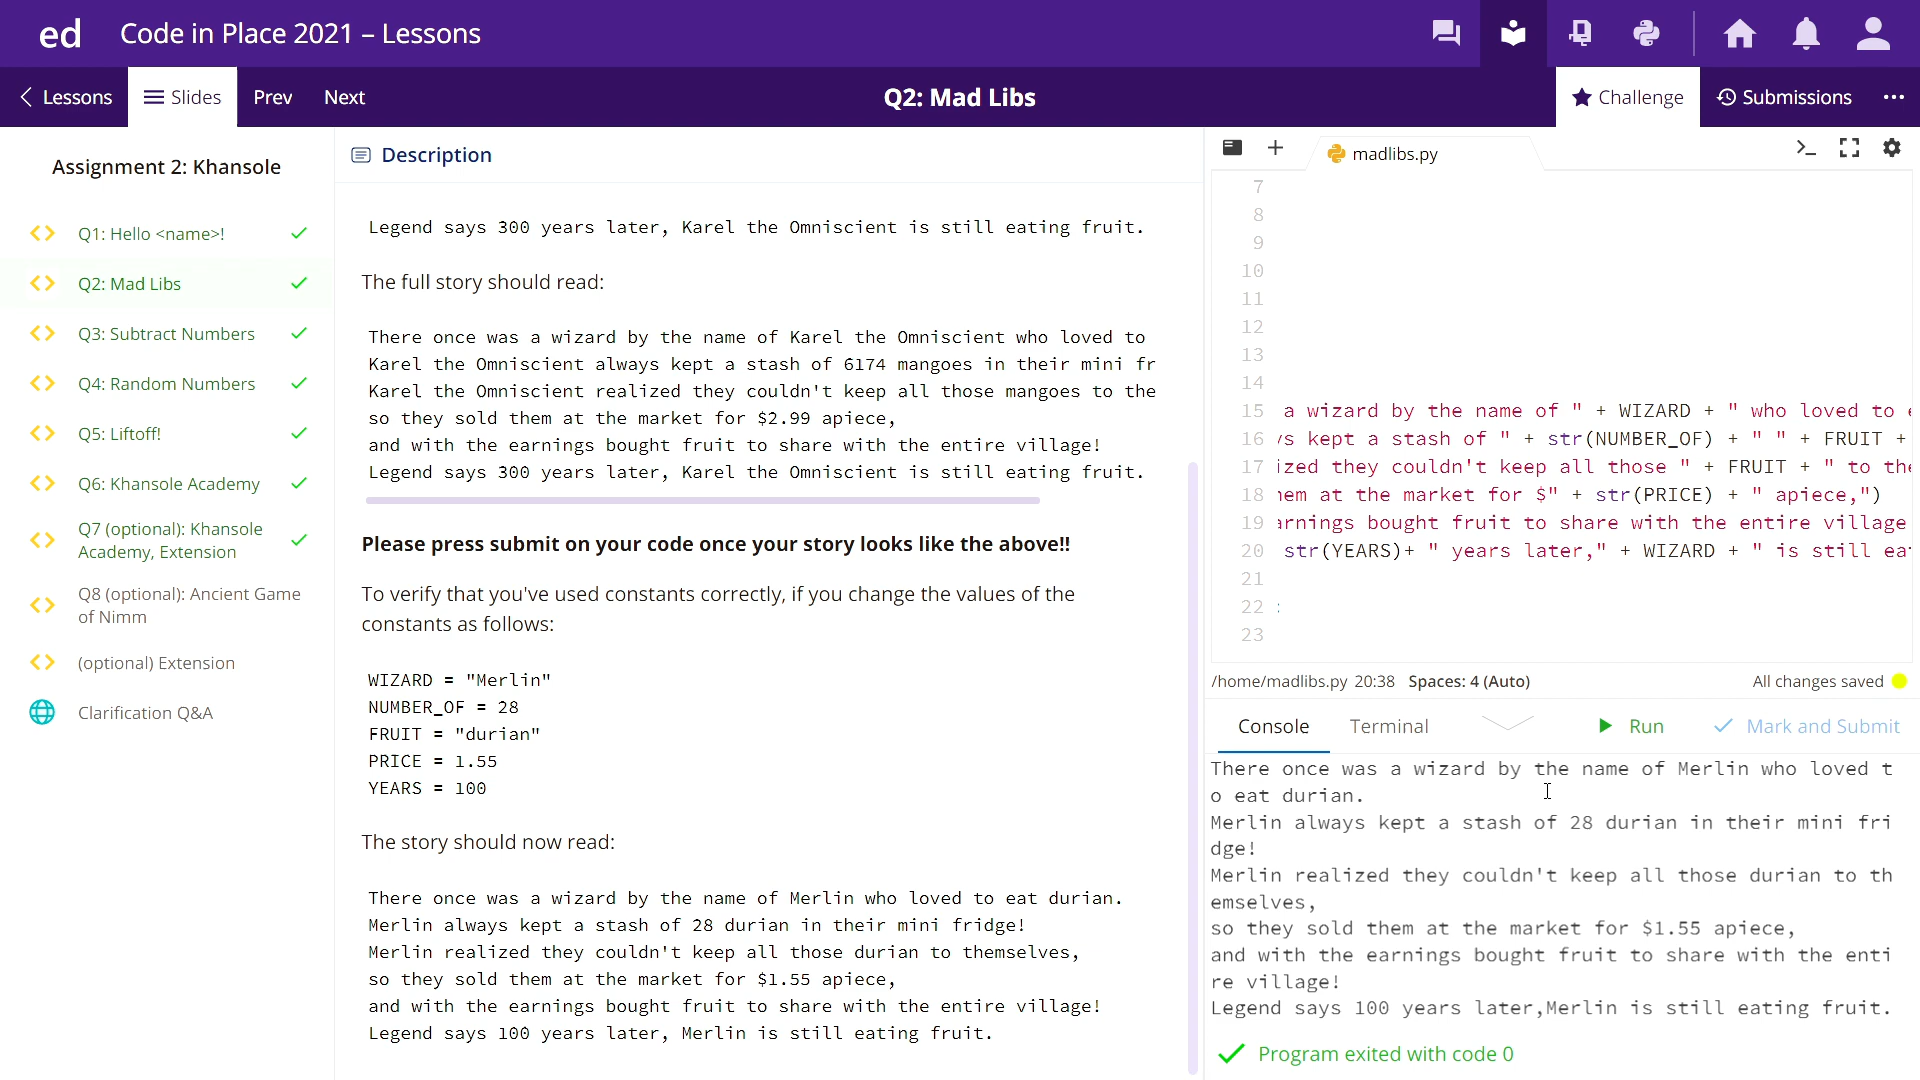 ed Code in Place 2021 – Lessons
Lessons Slides Prev Next Q2: Mad Libs Challenge Submissions ...
Assignment 2: Khansole
Q1: Hello <name>!
Q2: Mad Libs
Q3: Subtract Numbers
Q4: Random Numbers
Q5: Liftoff!
Q6: Khansole Academy
Q7 (optional): Khansole
Academy, Extension
Q8 (optional): Ancient Game
of Nimm
(optional) Extension
Clarification Q&A
Description
Legend says 300 years later, Karel the Omniscient is still eating fruit.
The full story should read:
There once was a wizard by the name of Karel the Omniscient who loved to
Karel the Omniscient always kept a stash of 6174 mangoes in their mini fr
Karel the Omniscient realized they couldn't keep all those mangoes to the
so they sold them at the market for $2.99 apiece,
and with the earnings bought fruit to share with the entire village!
Legend says 300 years later, Karel the Omniscient is still eating fruit.
Please press submit on your code once your story looks like the above!!
To verify that you've used constants correctly, if you change the values of the
constants as follows:
WIZARD = "Merlin"
NUMBER_OF = 28
FRUIT = "durian"
PRICE = 1.55
YEARS = 100
The story should now read:
There once was a wizard by the name of Merlin who loved to eat durian.
Merlin always kept a stash of 28 durian in their mini fridge!
Merlin realized they couldn't keep all those durian to themselves,
so they sold them at the market for $1.55 apiece,
and with the earnings bought fruit to share with the entire village!
Legend says 100 years later, Merlin is still eating fruit.
madlibs.py
7
8
9
10
11
12
13
14
15 a wizard by the name of " + WIZARD + " who loved to
16 s kept a stash of " + str(NUMBER_OF) + " " + FRUIT +
17 ized they couldn't keep all those " + FRUIT + " to the
18 em at the market for $" + str(PRICE) + " apiece,")
19 rnings bought fruit to share with the entire village
20 str(YEARS)+ " years later," + WIZARD + " is still ea
21
22 :
23
/home/madlibs.py 20:38 Spaces: 4 (Auto) All changes saved
Console Terminal Run Mark and Submit
There once was a wizard by the name of Merlin who loved t
o eat durian.
Merlin always kept a stash of 28 durian in their mini fri
dge!
Merlin realized they couldn't keep all those durian to th
emselves,
so they sold them at the market for $1.55 apiece,
and with the earnings bought fruit to share with the enti
re village!
Legend says 100 years later,Merlin is still eating fruit.
Program exited with code 0